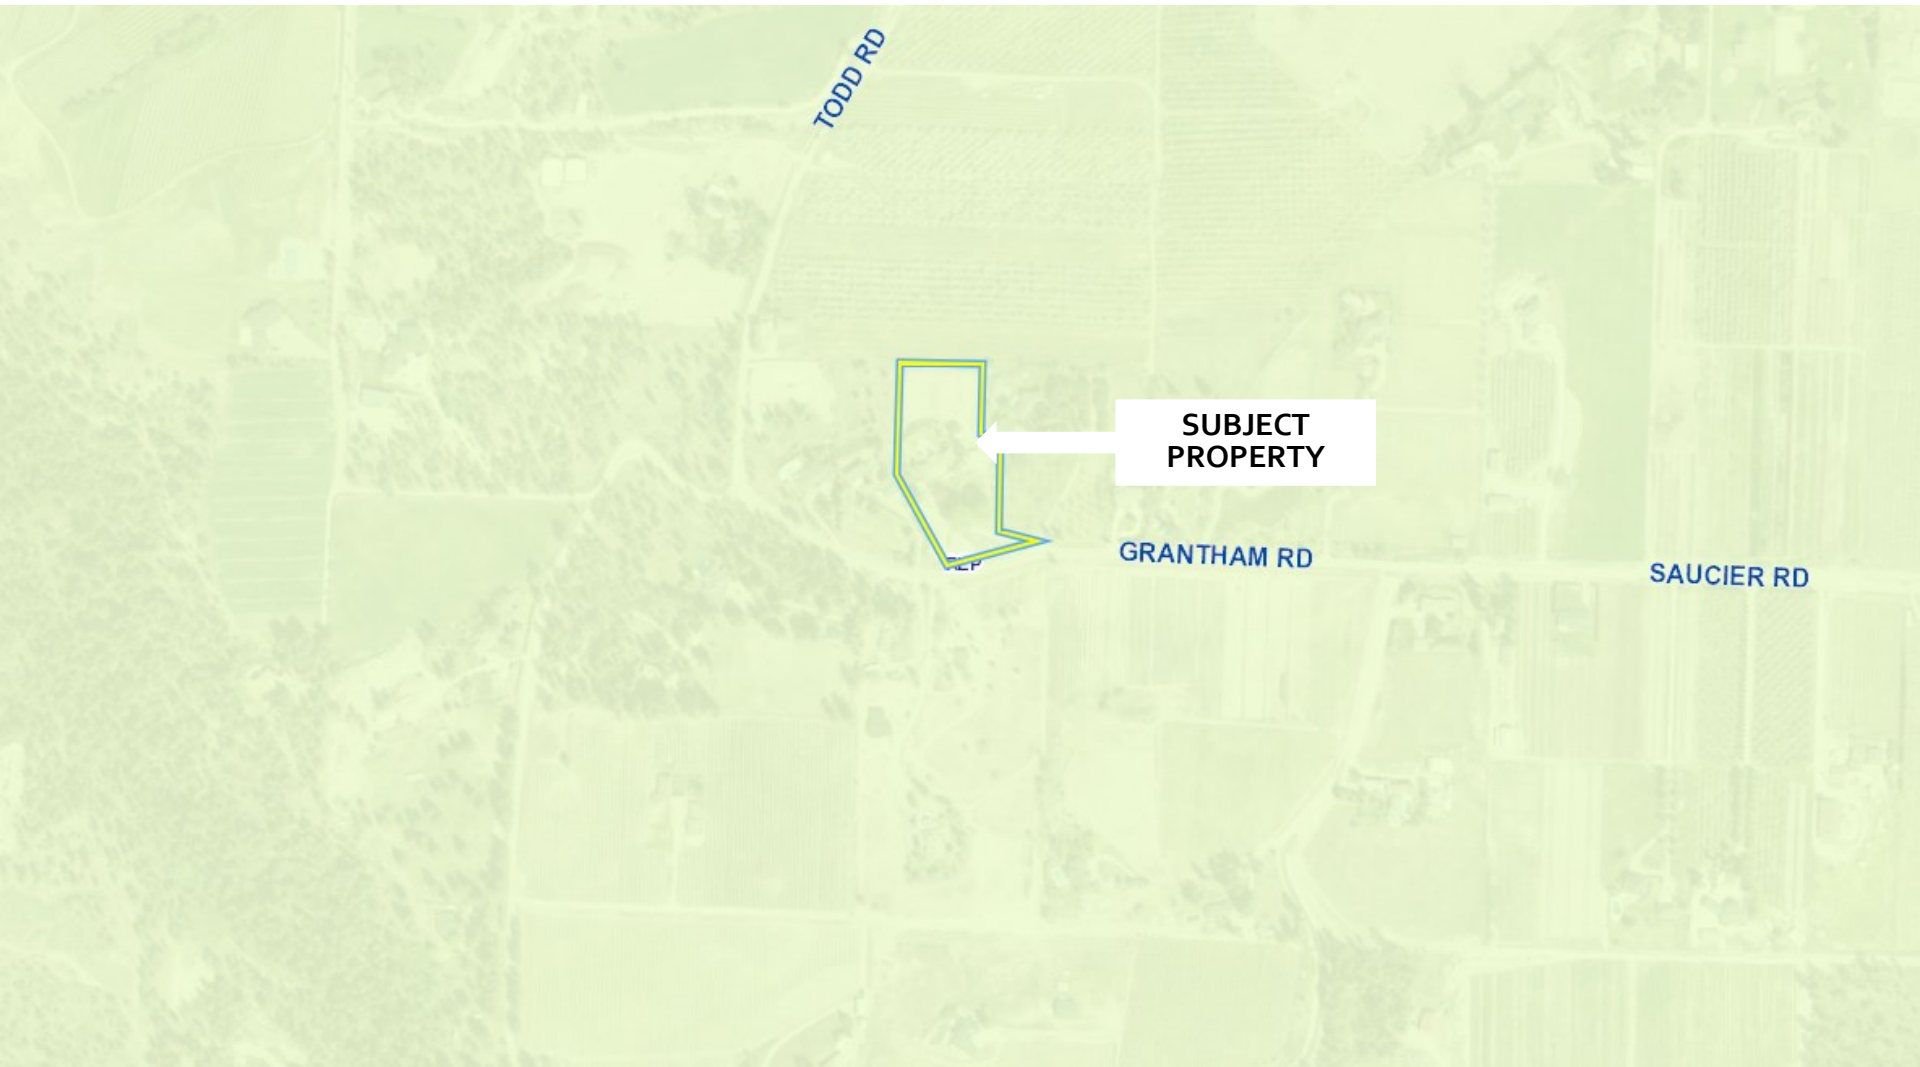 TODD RD
SUBJECT
PROPERTY
GRANTHAM RD
SAUCIER RD